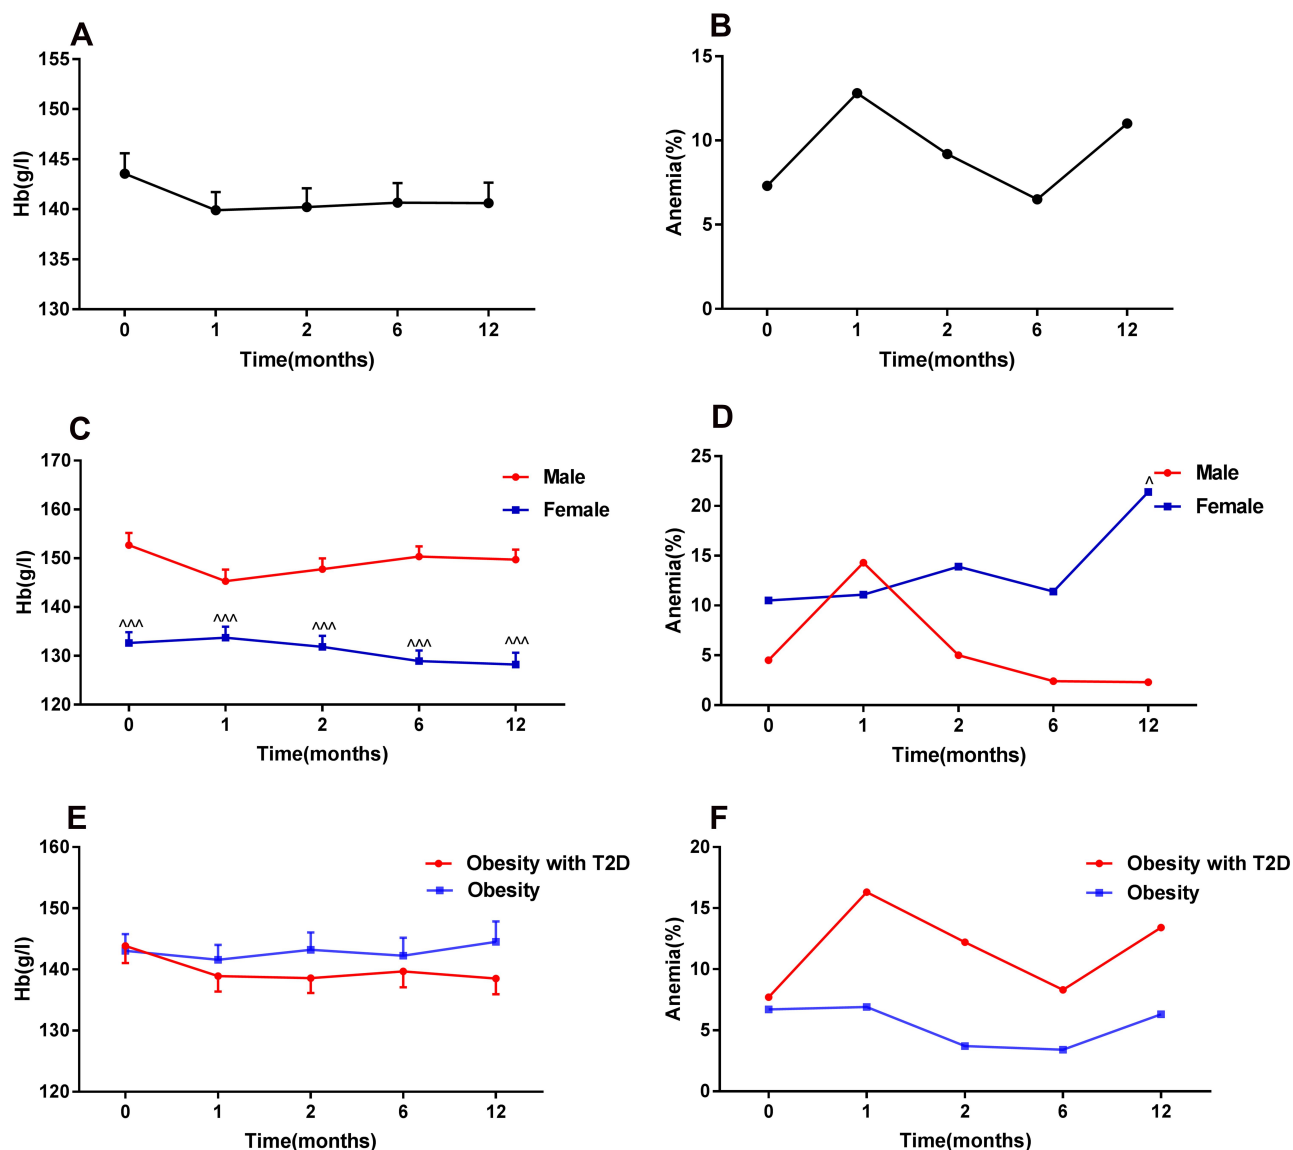 A
155
150
145
140
135
130
Hb(g/l)
0 1 2 6 12
Time(months)
B
15
10
5
0
Anemia(%)
0 1 2 6 12
Time(months)
C
170
160
150
140
130
120
Hb(g/l)
Male
Female
^^^ ^^^ ^^^ ^^^ ^^^
0 1 2 6 12
Time(months)
D
25
20
15
10
5
0
Anemia(%)
^
Male
Female
0 1 2 6 12
Time(months)
E
160
150
140
130
120
Hb(g/l)
Obesity with T2D
Obesity
0 1 2 6 12
Time(months)
F
20
15
10
5
0
Anemia(%)
Obesity with T2D
Obesity
0 1 2 6 12
Time(months)